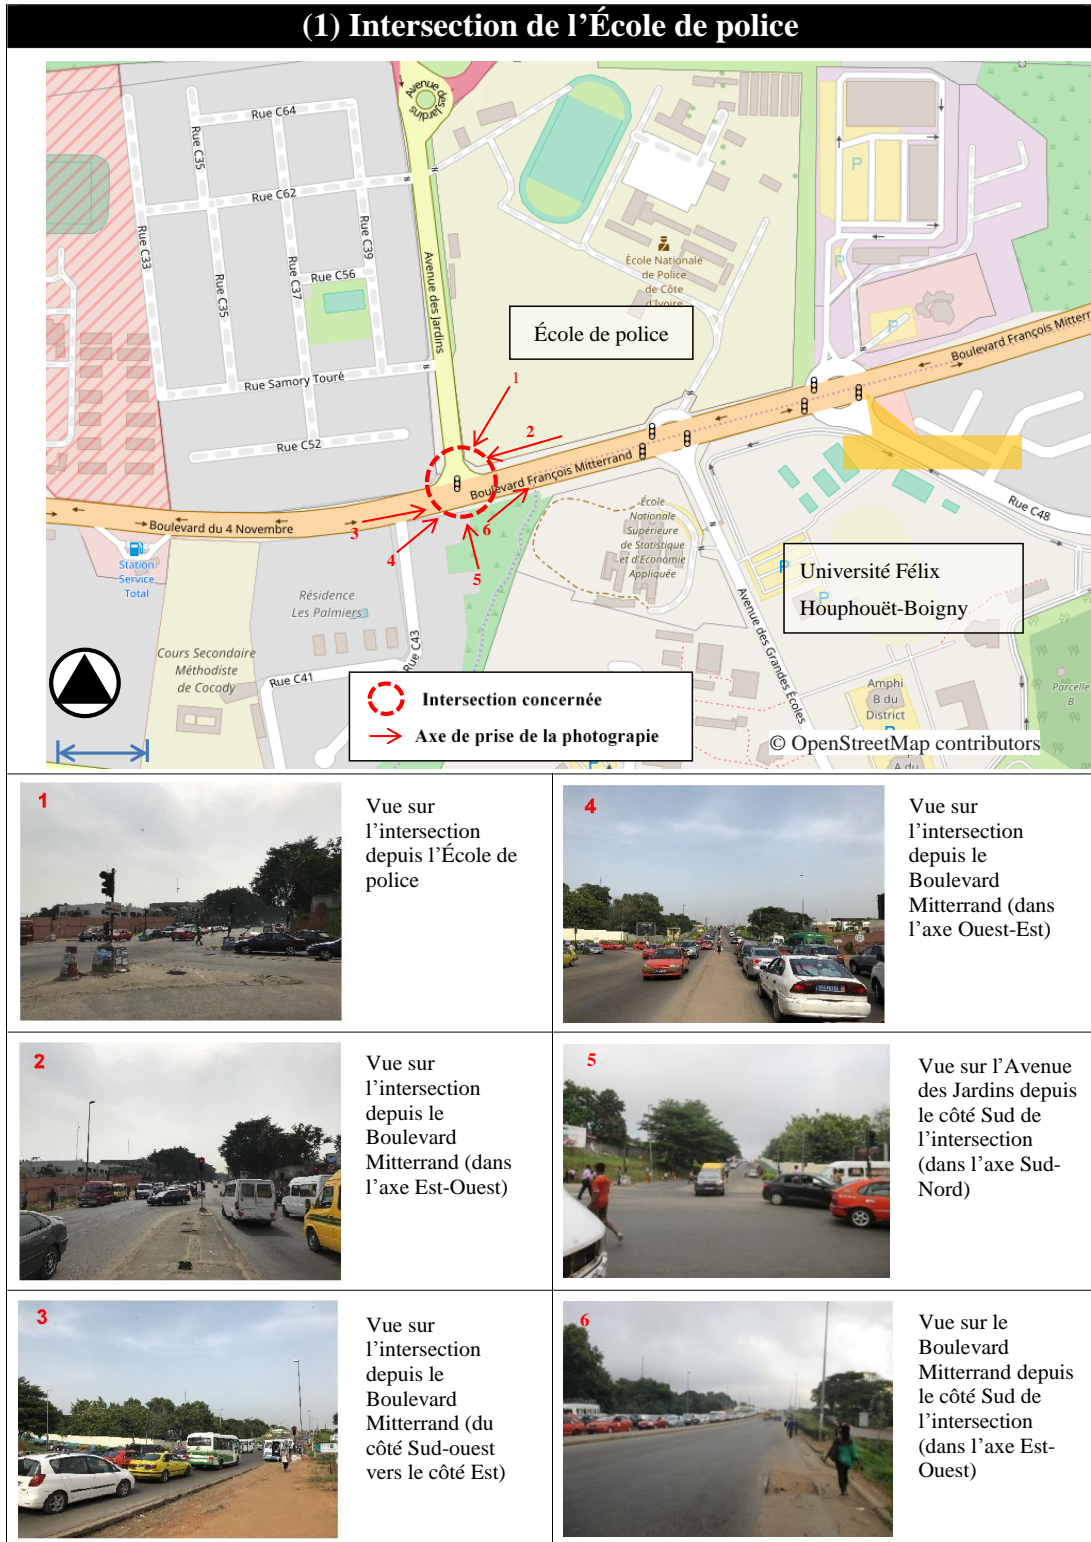 (1) Intersection de l’École de police
Avenue des Jardins
Rue C64
Rue C35
Rue C62
Rue C33
Rue C39
Rue C37
Rue C56
Rue C35
Avenue des Jardins
Rue Samory Touré
Rue C52
P
École Nationale
de Police
de Côte
d'Ivoire
P
P
École de police
Boulevard François Mitterr
1
2
Boulevard François Mitterrand
Boulevard du 4 Novembre
3
4
5
6
Station
Service
Total
École
Nationale
Supérieure
de Statistique
et d'Économie
Appliquée
Rue C48
P
P
Université Félix
Houphouët-Boigny
Résidence
Les Palmiers
Avenue des Grandes Écoles
Cours Secondaire
Méthodiste
de Cocody
Rue C43
Rue C41
Amphi
B du
District
Parcelle
B
P
P
A du
Intersection concernée
Axe de prise de la photograpie
© OpenStreetMap contributors
1
Vue sur
l’intersection
depuis l’École de
police
4
Vue sur
l’intersection
depuis le
Boulevard
Mitterrand (dans
l’axe Ouest-Est)
2
Vue sur
l’intersection
depuis le
Boulevard
Mitterrand (dans
l’axe Est-Ouest)
5
Vue sur l’Avenue
des Jardins depuis
le côté Sud de
l’intersection
(dans l’axe Sud-
Nord)
3
Vue sur
l’intersection
depuis le
Boulevard
Mitterrand (du
côté Sud-ouest
vers le côté Est)
6
Vue sur le
Boulevard
Mitterrand depuis
le côté Sud de
l’intersection
(dans l’axe Est-
Ouest)